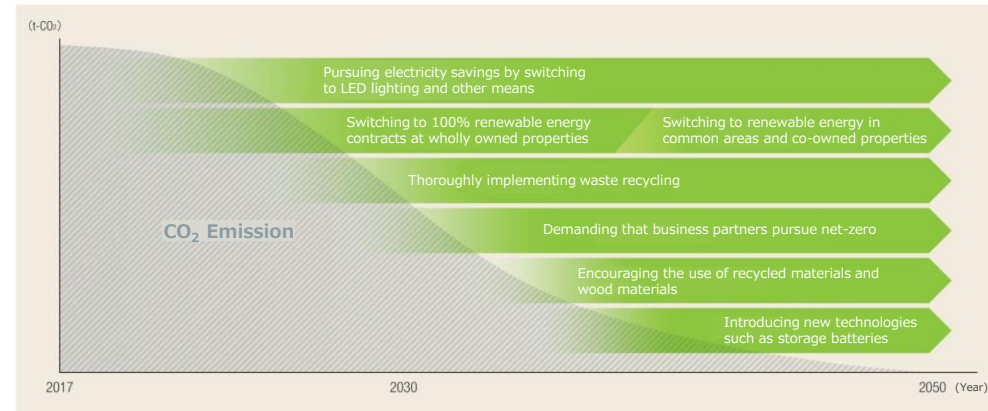 (t-CO₂)
Pursuing electricity savings by switching
to LED lighting and other means
Switching to 100% renewable energy
contracts at wholly owned properties
Switching to renewable energy in
common areas and co-owned properties
Thoroughly implementing waste recycling
CO₂ Emission
Demanding that business partners pursue net-zero
Encouraging the use of recycled materials and
wood materials
Introducing new technologies
such as storage batteries
2017
2030
2050 (Year)